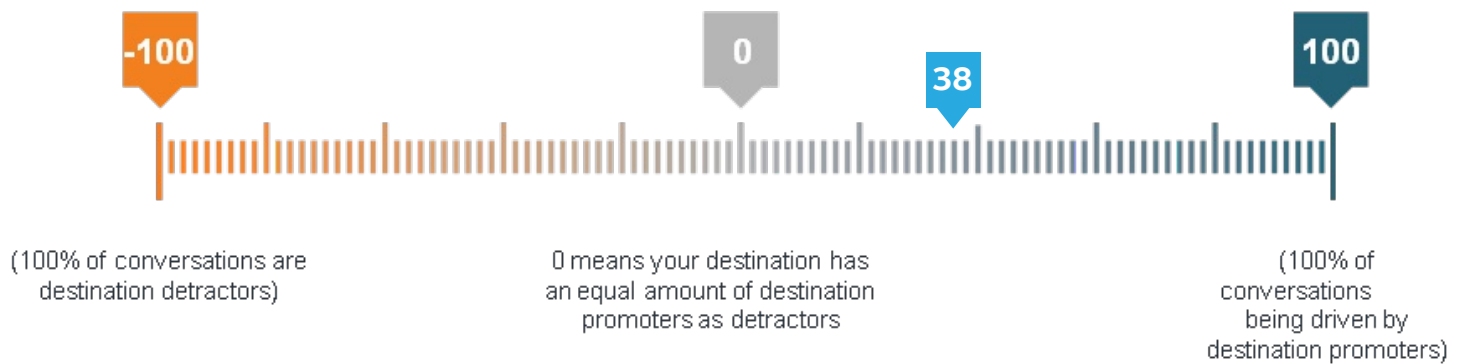 -100
0
38
100
(100% of conversations are
destination detractors)
0 means your destination has
an equal amount of destination
promoters as detractors
(100% of
conversations
being driven by
destination promoters)